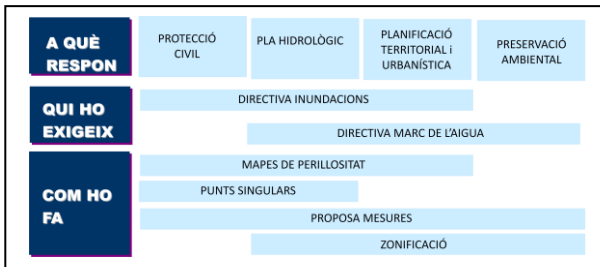 A QUÈ
RESPON
PROTECCIÓ
CIVIL
PLA HIDROLÒGIC
PLANIFICACIÓ
TERRITORIAL i
URBANÍSTICA
PRESERVACIÓ
AMBIENTAL
QUI HO
EXIGEIX
DIRECTIVA INUNDACIONS
DIRECTIVA MARC DE L'AIGUA
COM HO
FA
MAPES DE PERILLOSITAT
PUNTS SINGULARS
PROPOSA MESURES
ZONIFICACIÓ